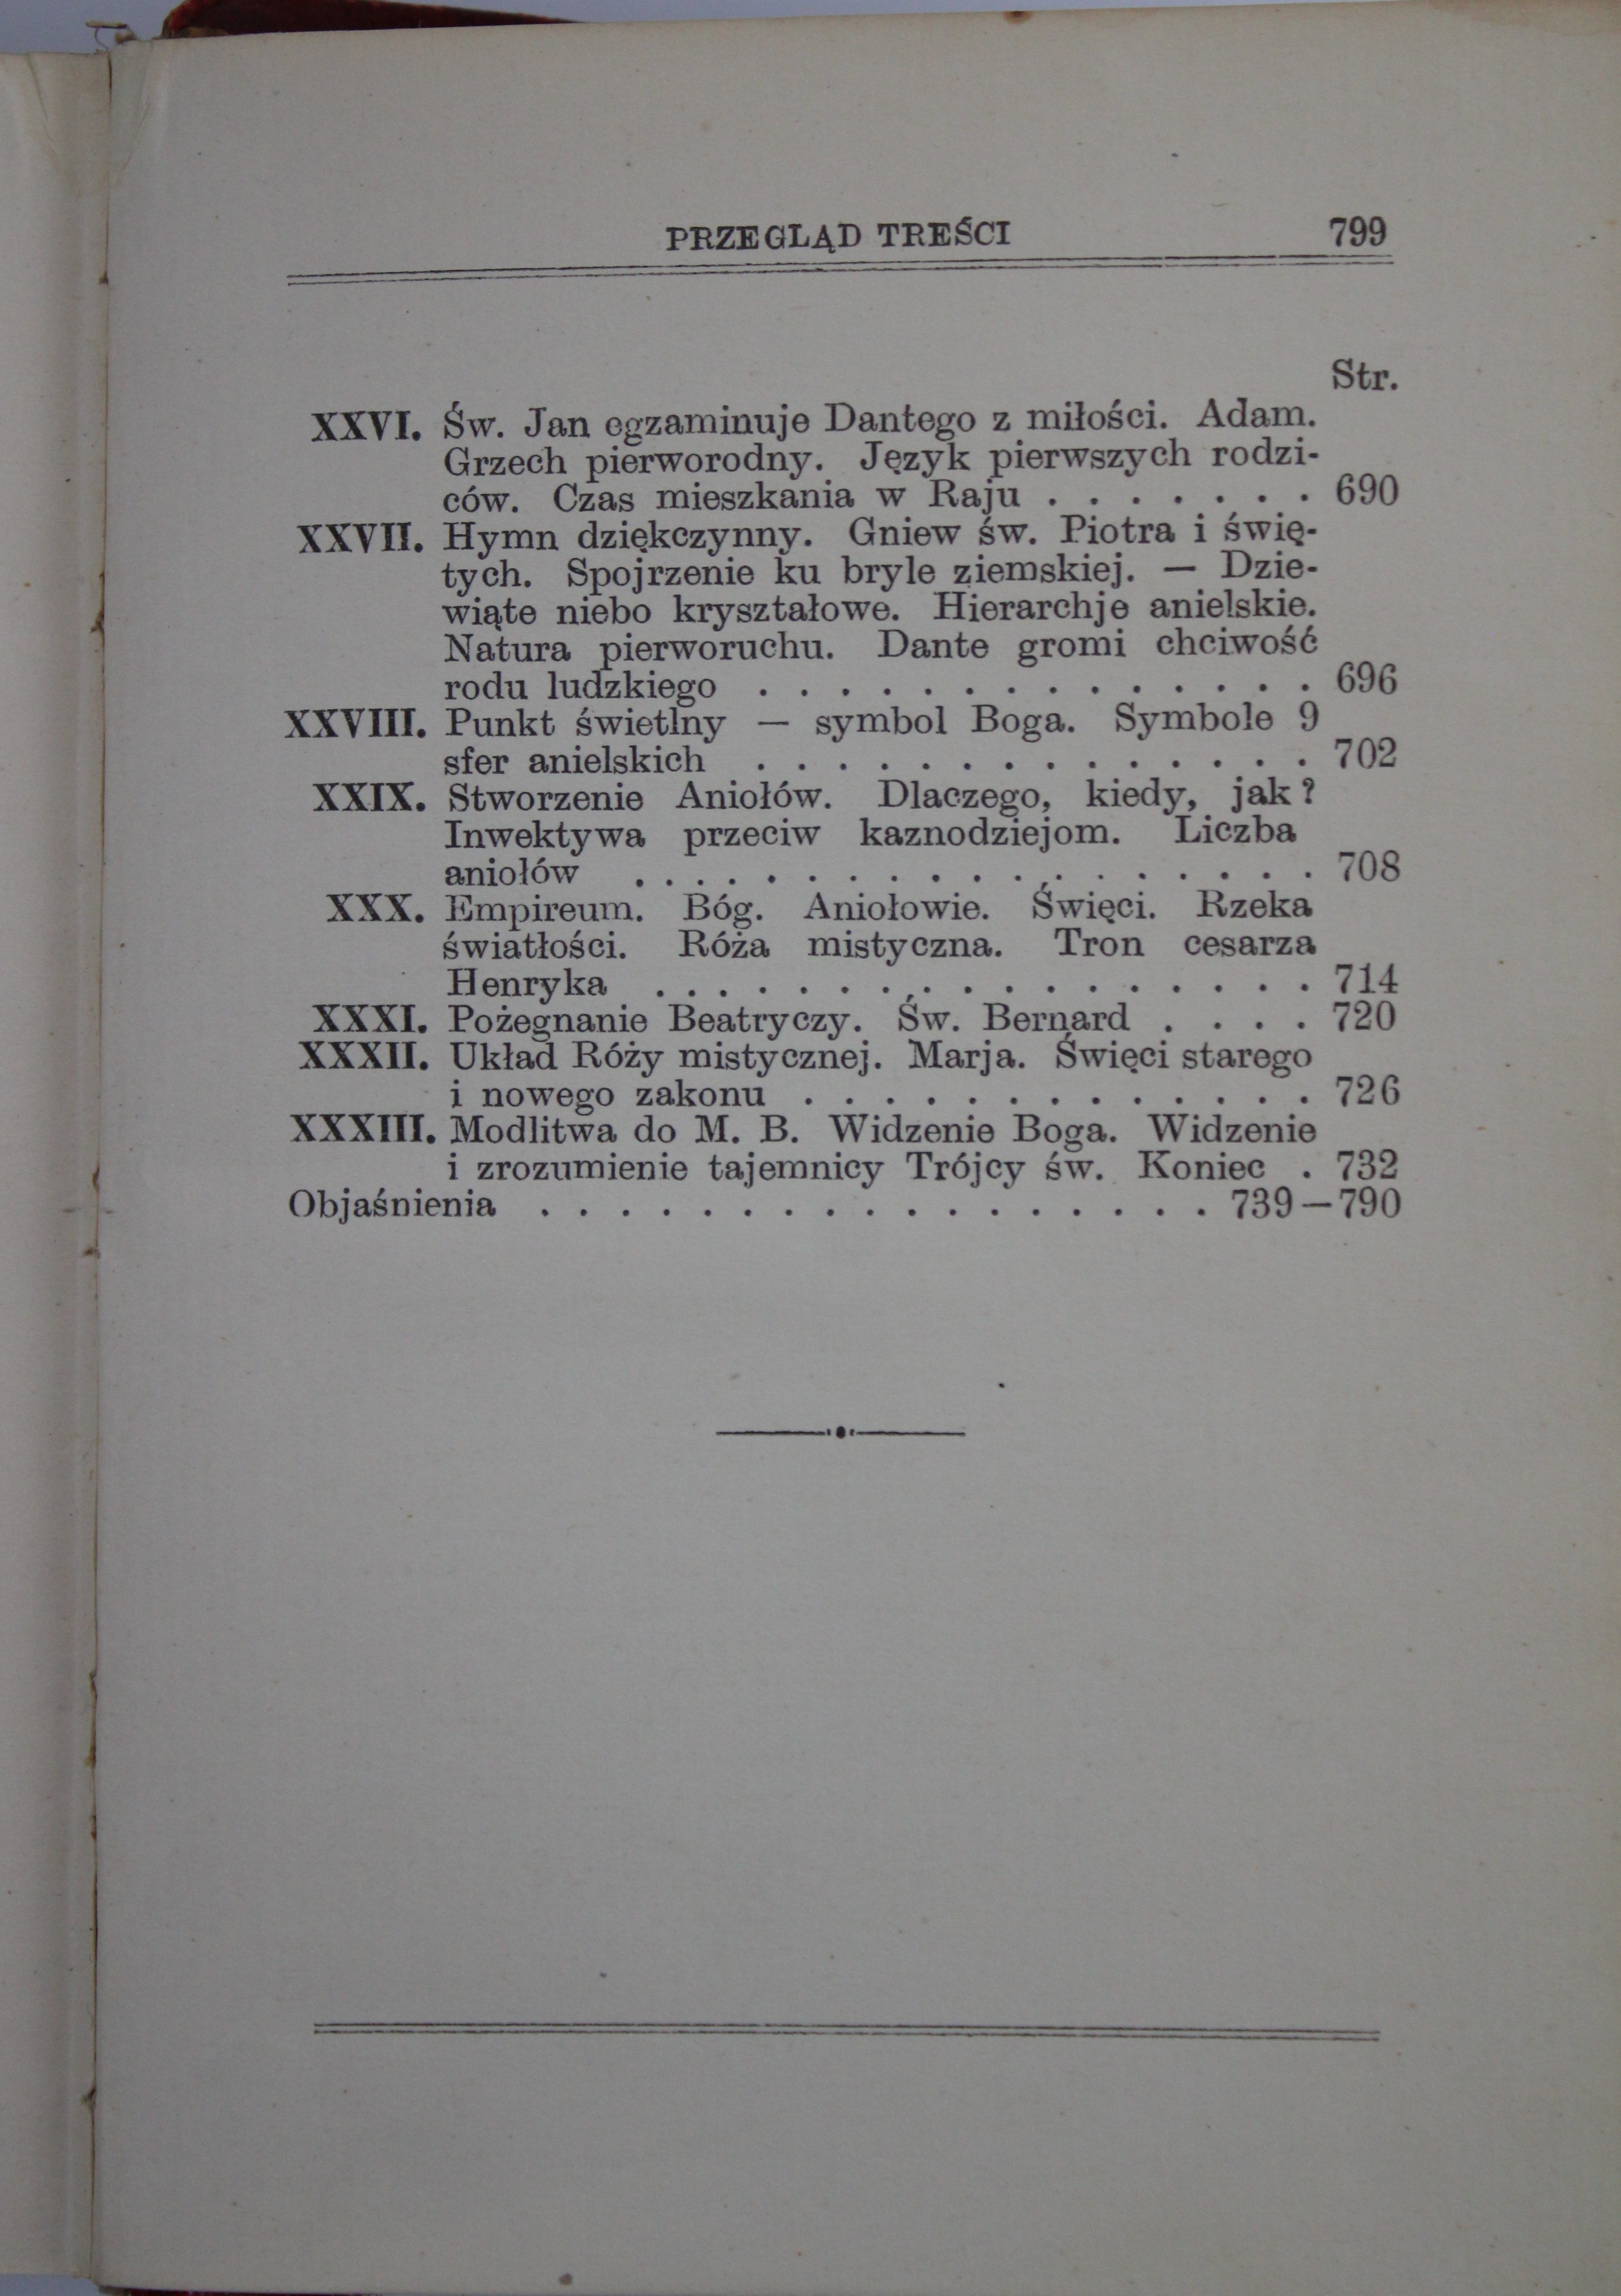 PRZEGLĄD TREŚCI 799
Str.
XXVI. Św. Jan egzaminuje Dantego z miłości. Adam.
Grzech pierworodny. Język pierwszych rodzi-
ców. Czas mieszkania w Raju . . . . . . . 690
XXVII. Hymn dziękczynny. Gniew św. Piotra i świę-
tych. Spojrzenie ku bryle ziemskiej. — Dzie-
wiąte niebo kryształowe. Hierarchje anielskie.
Natura pierworuchu. Dante gromi chciwość
rodu ludzkiego . . . . . . . . . . . . . . 696
XXVIII. Punkt świetlny — symbol Boga. Symbole 9
sfer anielskich . . . . . . . . . . . . . . 702
XXIX. Stworzenie Aniołów. Dlaczego, kiedy, jak?
Inwektywa przeciw kaznodziejom. Liczba
aniołów . . . . . . . . . . . . . . . . . 708
XXX. Empireum. Bóg. Aniołowie. Święci. Rzeka
światłości. Róża mistyczna. Tron cesarza
Henryka . . . . . . . . . . . . . . . . . 714
XXXI. Pożegnanie Beatryczy. Św. Bernard . . . . 720
XXXII. Układ Róży mistycznej. Marja. Święci starego
i nowego zakonu . . . . . . . . . . . . . 726
XXXIII. Modlitwa do M. B. Widzenie Boga. Widzenie
i zrozumienie tajemnicy Trójcy św. Koniec . 732
Objaśnienia . . . . . . . . . . . . . . . . . 739—790